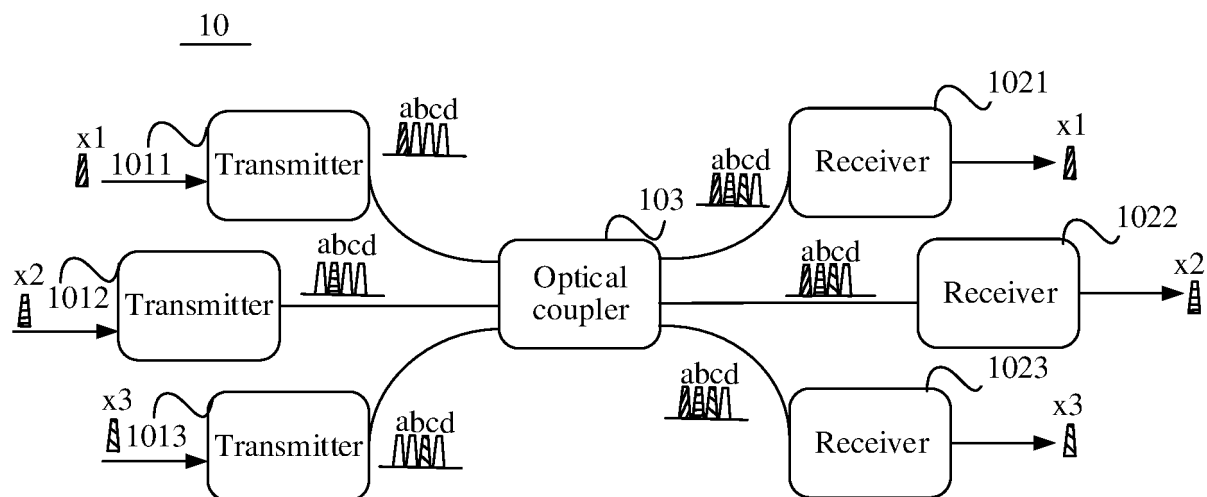 10
x1
1011
Transmitter
abcd
x2
1012
Transmitter
abcd
x3
1013
Transmitter
abcd
103
Optical
coupler
abcd
Receiver
1021
x1
abcd
Receiver
1022
x2
abcd
Receiver
1023
x3